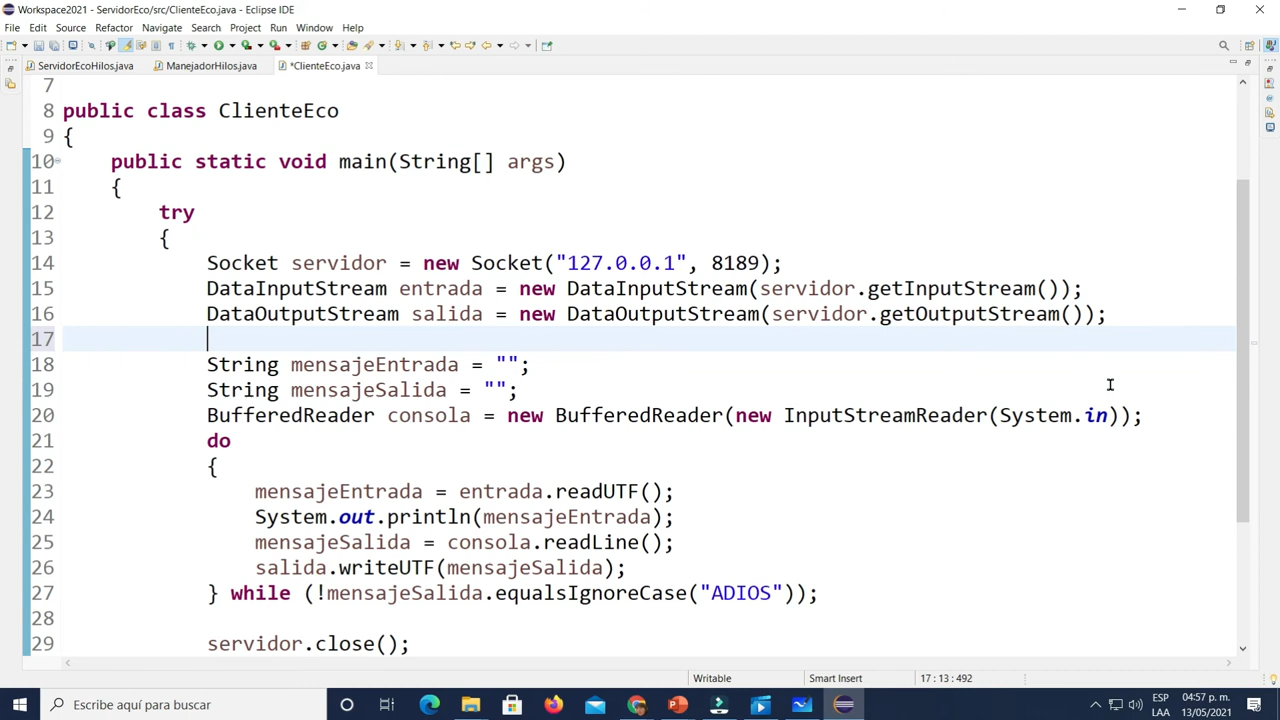 Workspace2021 - ServidorEco/src/ClienteEco.java - Eclipse IDE
File Edit Source Refactor Navigate Search Project Run Window Help
ServidorEcoHilos.java ManejadorHilos.java *ClienteEco.java
7
8 public class ClienteEco
9 {
10 public static void main(String[] args)
11 {
12 try
13 {
14 Socket servidor = new Socket("127.0.0.1", 8189);
15 DataInputStream entrada = new DataInputStream(servidor.getInputStream());
16 DataOutputStream salida = new DataOutputStream(servidor.getOutputStream());
17
18 String mensajeEntrada = "";
19 String mensajeSalida = "";
20 BufferedReader consola = new BufferedReader(new InputStreamReader(System.in));
21 do
22 {
23 mensajeEntrada = entrada.readUTF();
24 System.out.println(mensajeEntrada);
25 mensajeSalida = consola.readLine();
26 salida.writeUTF(mensajeSalida);
27 } while (!mensajeSalida.equalsIgnoreCase("ADIOS"));
28
29 servidor.close();
Writable Smart Insert 17 : 13 : 492
Escribe aquí para buscar
ESP 04:57 p. m.
LAA 13/05/2021